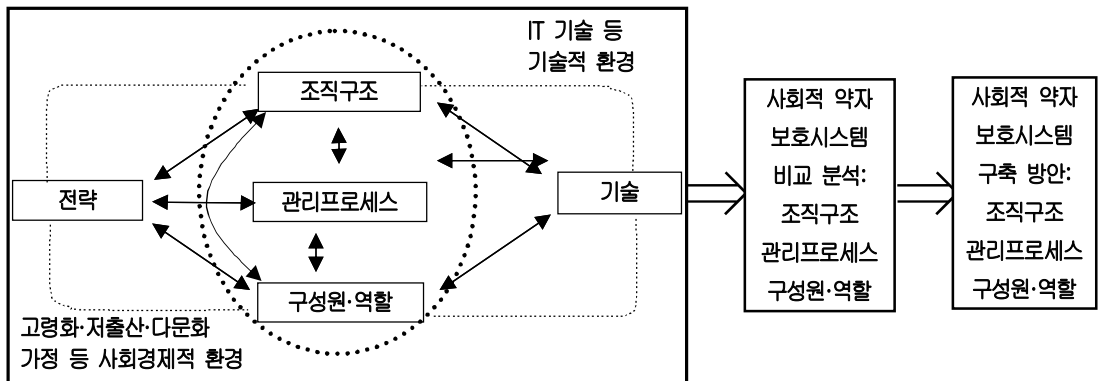 IT 기술 등
기술적 환경
조직구조
전략
관리프로세스
기술
구성원·역할
고령화·저출산·다문화
가정 등 사회경제적 환경
사회적 약자
보호시스템
비교 분석:
조직구조
관리프로세스
구성원·역할
사회적 약자
보호시스템
구축 방안:
조직구조
관리프로세스
구성원·역할